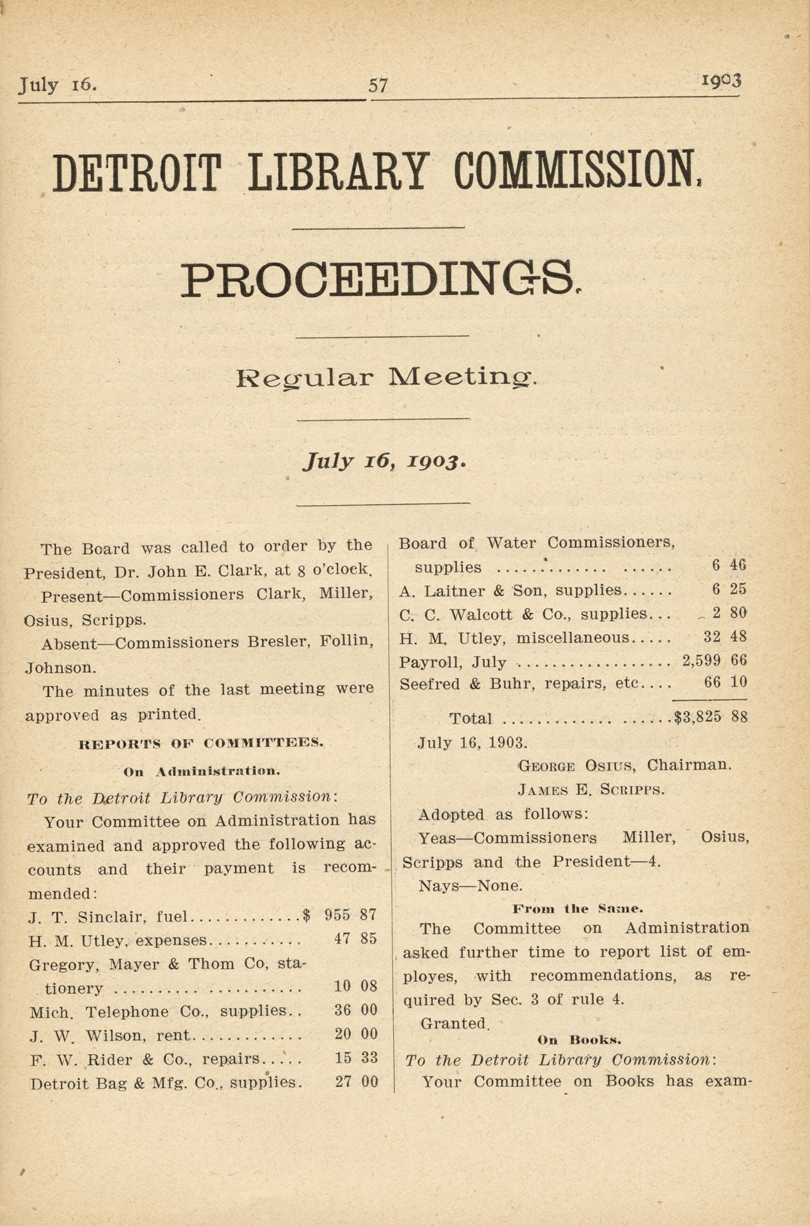 July 16.
57
1903
DETROIT LIBRARY COMMISSION.
PROCEEDINGS.
Regular Meeting.
July 16, 1903.
The Board was called to order by the
President, Dr. John E. Clark, at 8 o'clock.
Present—Commissioners Clark, Miller,
Osius, Scripps.
Absent—Commissioners Bresler, Follin,
Johnson.
The minutes of the last meeting were
approved as printed.
REPORTS OF COMMITTEES.
On Administration.
To the Detroit Library Commission:
Your Committee on Administration has
examined and approved the following ac-
counts and their payment is recom-
mended:
J. T. Sinclair, fuel.............$ 955 87
H. M. Utley, expenses.......... 47 85
Gregory, Mayer & Thom Co, sta-
tionery .......... ........... 10 08
Mich. Telephone Co., supplies.. 36 00
J. W. Wilson, rent............. 20 00
F. W. Rider & Co., repairs..... 15 33
Detroit Bag & Mfg. Co., supplies. 27 00
Board of Water Commissioners,
supplies ............. ...... 6 46
A. Laitner & Son, supplies...... 6 25
C. C. Walcott & Co., supplies... 2 80
H. M. Utley, miscellaneous..... 32 48
Payroll, July .................. 2,599 66
Seefred & Buhr, repairs, etc.... 66 10
Total ............. ......$3,825 88
July 16, 1903.
George Osius, Chairman.
James E. Scripps.
Adopted as follows:
Yeas—Commissioners Miller, Osius,
Scripps and the President—4.
Nays—None.
From the Same.
The Committee on Administration
asked further time to report list of em-
ployes, with recommendations, as re-
quired by Sec. 3 of rule 4.
Granted.
On Books.
To the Detroit Library Commission:
Your Committee on Books has exam-